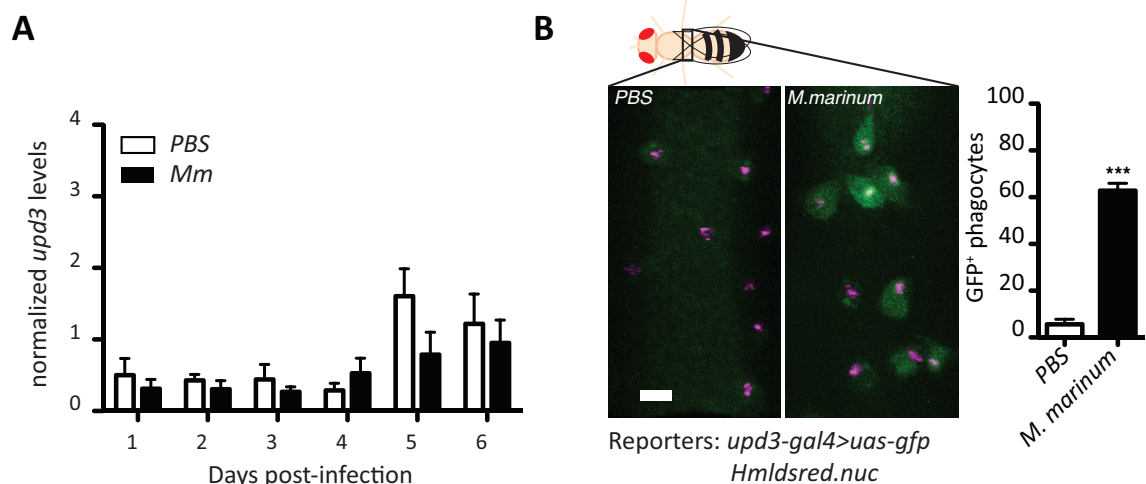 A
normalized upd3 levels
4
3
2
1
0
PBS
Mm
1 2 3 4 5 6
Days post-infection
B
PBS
M.marinum
Reporters: upd3-gal4>uas-gfp
Hmldsred.nuc
GFP+ phagocytes
100
80
60
40
20
0
***
PBS
M. marinum